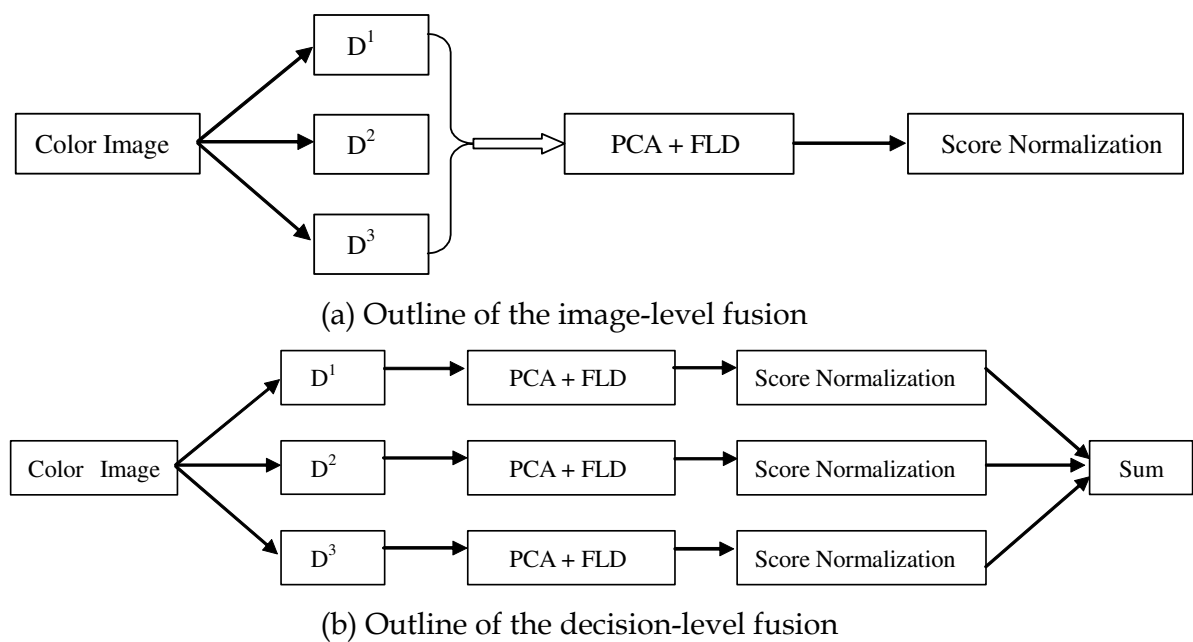 D¹
Color Image
D²
PCA + FLD
Score Normalization
D³
(a) Outline of the image-level fusion
D¹
PCA + FLD
Score Normalization
Color Image
D²
PCA + FLD
Score Normalization
Sum
D³
PCA + FLD
Score Normalization
(b) Outline of the decision-level fusion